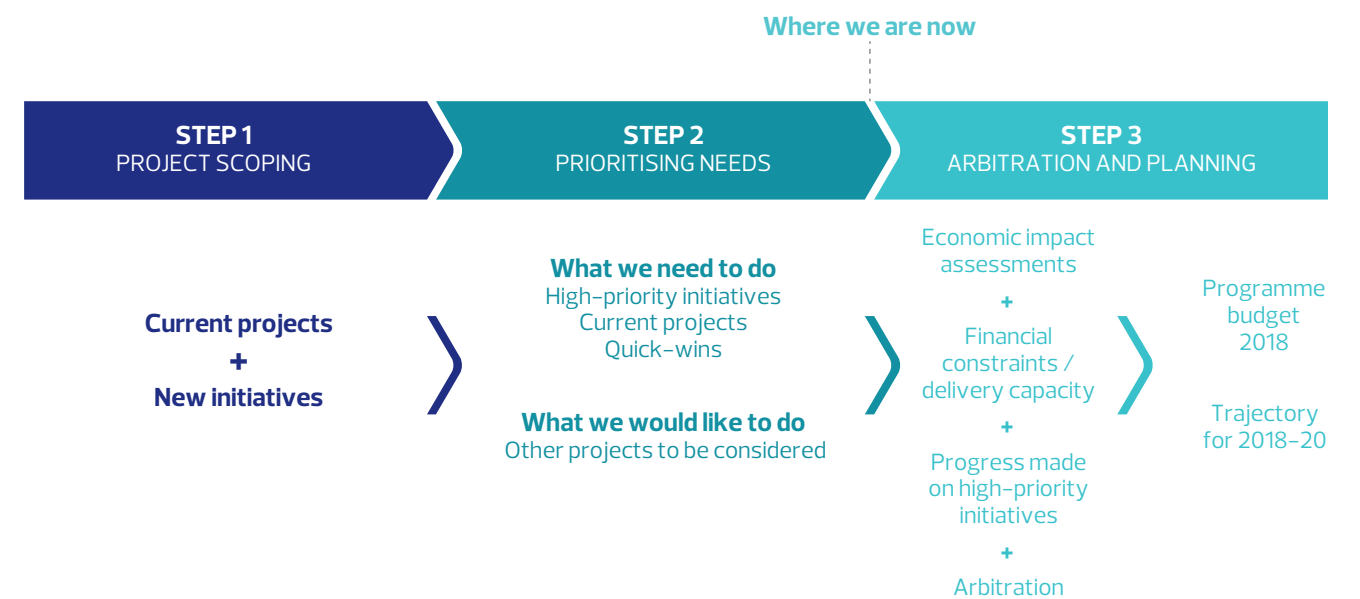 Where we are now
STEP 1
PROJECT SCOPING
STEP 2
PRIORITISING NEEDS
STEP 3
ARBITRATION AND PLANNING
Current projects
+
New initiatives
What we need to do
High-priority initiatives
Current projects
Quick-wins
What we would like to do
Other projects to be considered
Economic impact
assessments
+
Financial
constraints /
delivery capacity
+
Progress made
on high-priority
initiatives
+
Arbitration
Programme
budget
2018
Trajectory
for 2018-20